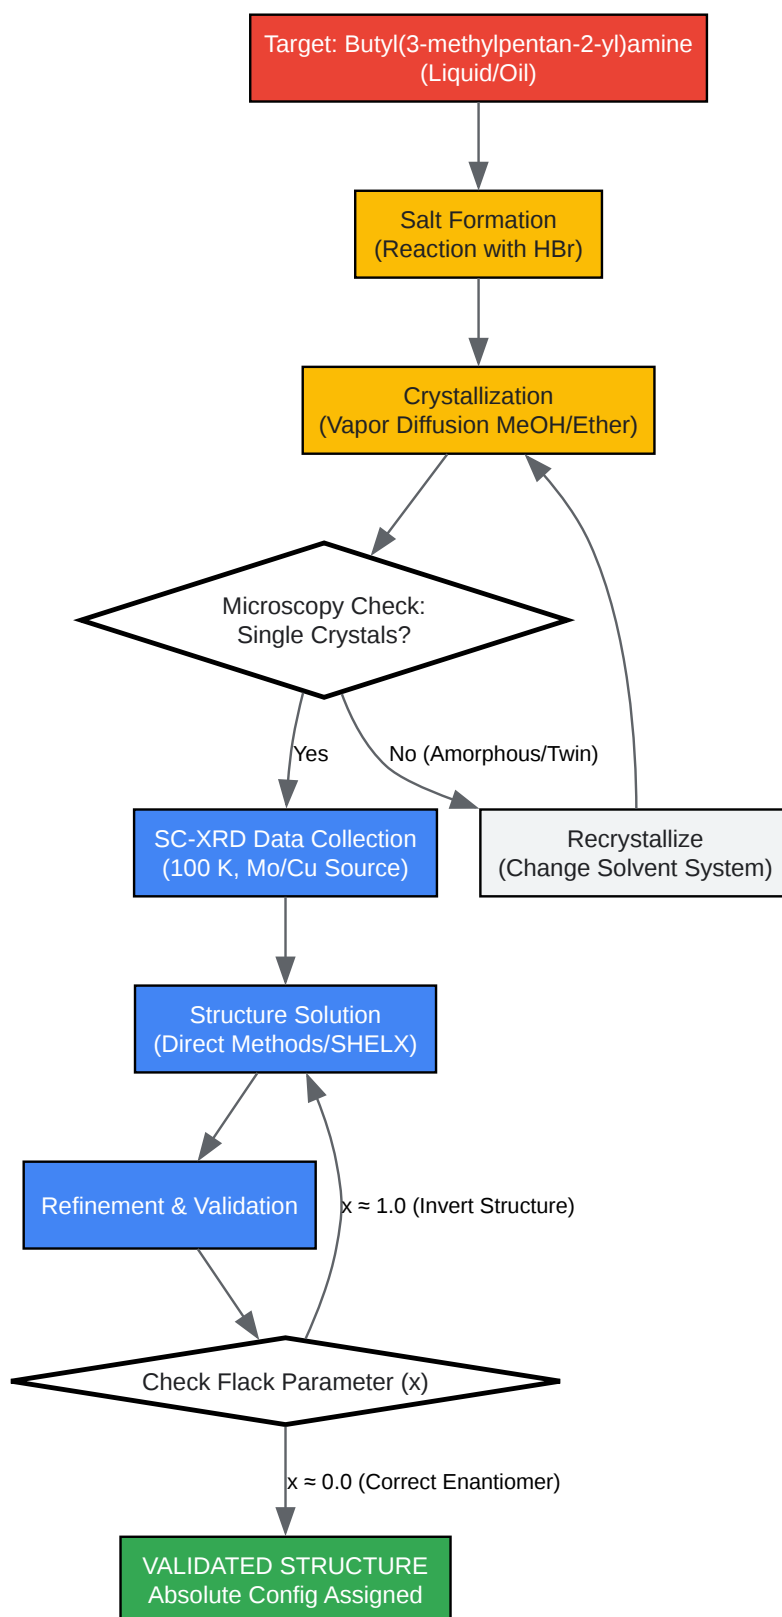 Target: Butyl(3-methylpentan-2-yl)amine
(Liquid/Oil)
Salt Formation
(Reaction with HBr)
Crystallization
(Vapor Diffusion MeOH/Ether)
Microscopy Check:
Single Crystals?
Yes
No (Amorphous/Twin)
SC-XRD Data Collection
(100 K, Mo/Cu Source)
Recrystallize
(Change Solvent System)
Structure Solution
(Direct Methods/SHELX)
Refinement & Validation
x ≈ 1.0 (Invert Structure)
Check Flack Parameter (x)
x ≈ 0.0 (Correct Enantiomer)
VALIDATED STRUCTURE
Absolute Config Assigned